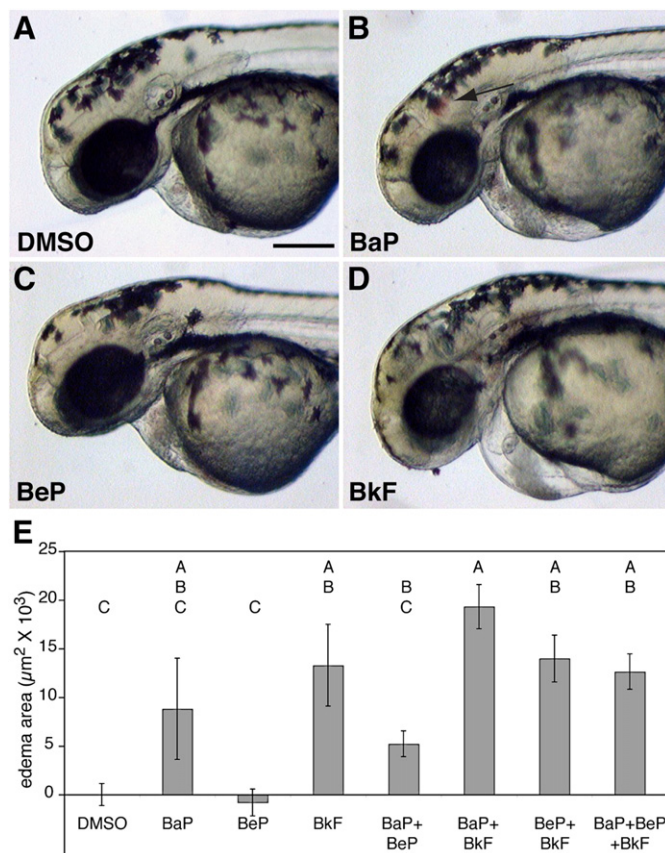 A
B
DMSO
BaP
C
D
BeP
BkF
E
25
20
15
10
5
0
edema area (µm² X 10³)
A A A A A
B B B B B
C C C C
DMSO BaP BeP BkF BaP+ BaP+ BeP+ BaP+BeP
BeP BkF BkF +BkF